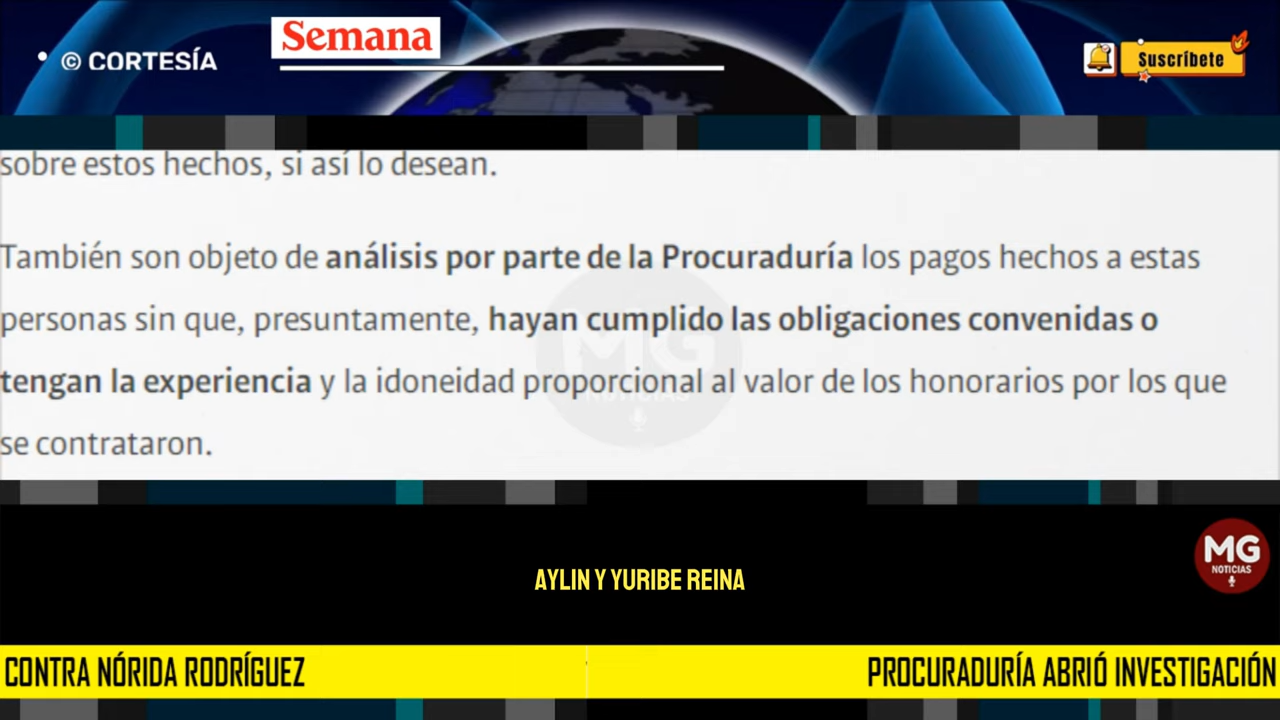 © CORTESÍA
Semana
Suscríbete
sobre estos hechos, si así lo desean.
También son objeto de análisis por parte de la Procuraduría los pagos hechos a estas
personas sin que, presuntamente, hayan cumplido las obligaciones convenidas o
tengan la experiencia y la idoneidad proporcional al valor de los honorarios por los que
se contrataron.
MG
NOTICIAS
AYLIN Y YURIBE REINA
MG
NOTICIAS
CONTRA NÓRIDA RODRÍGUEZ
PROCURADURÍA ABRIÓ INVESTIGACIÓN